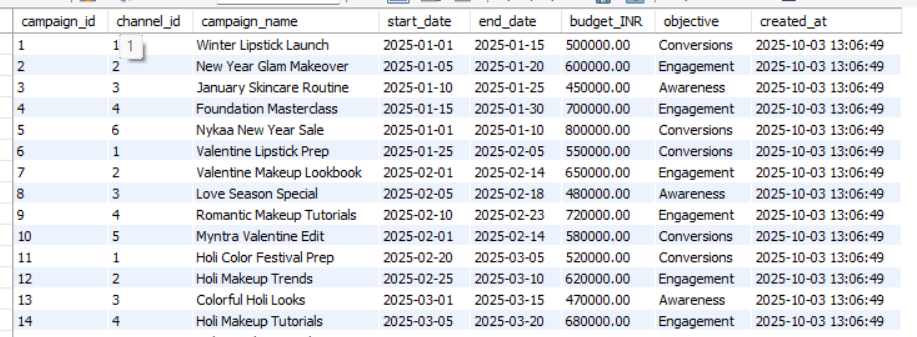 campaign_id channel_id campaign_name start_date end_date budget_INR objective created_at
1 1 1 Winter Lipstick Launch 2025-01-01 2025-01-15 500000.00 Conversions 2025-10-03 13:06:49
2 2 New Year Glam Makeover 2025-01-05 2025-01-20 600000.00 Engagement 2025-10-03 13:06:49
3 3 January Skincare Routine 2025-01-10 2025-01-25 450000.00 Awareness 2025-10-03 13:06:49
4 4 Foundation Masterclass 2025-01-15 2025-01-30 700000.00 Engagement 2025-10-03 13:06:49
5 6 Nykaa New Year Sale 2025-01-01 2025-01-10 800000.00 Conversions 2025-10-03 13:06:49
6 1 Valentine Lipstick Prep 2025-01-25 2025-02-05 550000.00 Conversions 2025-10-03 13:06:49
7 2 Valentine Makeup Lookbook 2025-02-01 2025-02-14 650000.00 Engagement 2025-10-03 13:06:49
8 3 Love Season Special 2025-02-05 2025-02-18 480000.00 Awareness 2025-10-03 13:06:49
9 4 Romantic Makeup Tutorials 2025-02-10 2025-02-23 720000.00 Engagement 2025-10-03 13:06:49
10 5 Myntra Valentine Edit 2025-02-01 2025-02-14 580000.00 Conversions 2025-10-03 13:06:49
11 1 Holi Color Festival Prep 2025-02-20 2025-03-05 520000.00 Conversions 2025-10-03 13:06:49
12 2 Holi Makeup Trends 2025-02-25 2025-03-10 620000.00 Engagement 2025-10-03 13:06:49
13 3 Colorful Holi Looks 2025-03-01 2025-03-15 470000.00 Awareness 2025-10-03 13:06:49
14 4 Holi Makeup Tutorials 2025-03-05 2025-03-20 680000.00 Engagement 2025-10-03 13:06:49